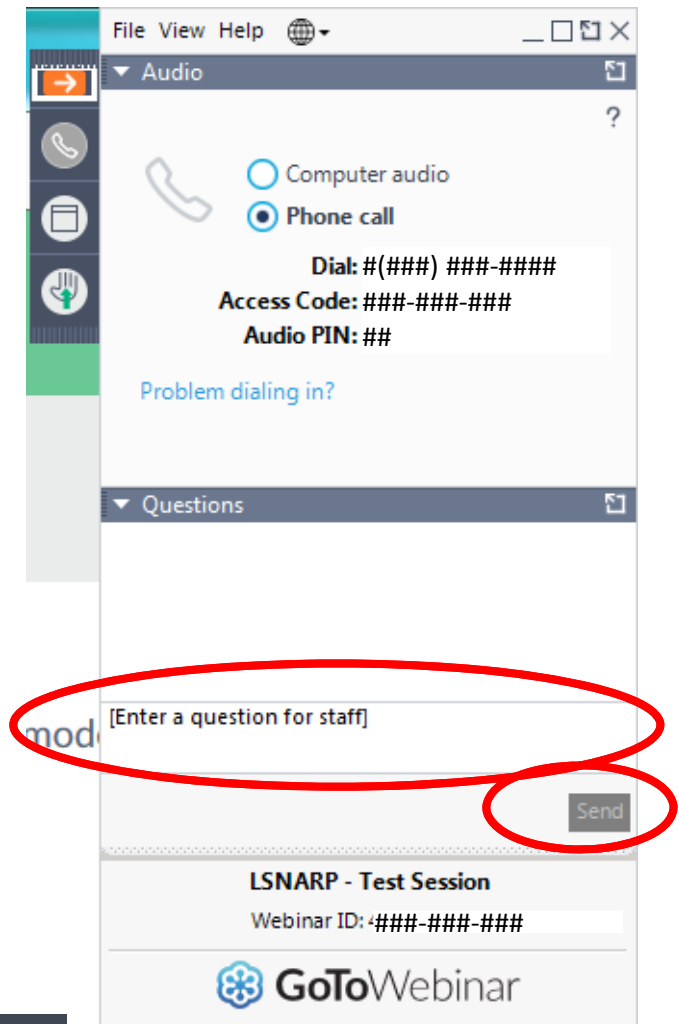 File View Help
Audio
?
Computer audio
Phone call
Dial: #(###) ###-####
Access Code: ###-###-###
Audio PIN: ##
Problem dialing in?
Questions
[Enter a question for staff]
mod
Send
LSNARP - Test Session
Webinar ID: ###-###-###
GoToWebinar